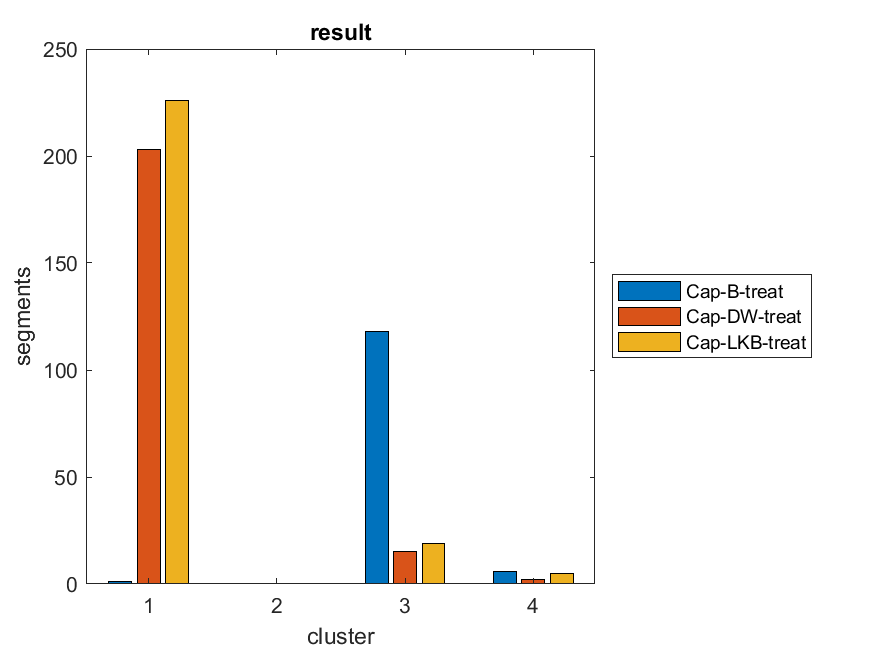 result
250
200
150
100
50
0
segments
1 2 3 4
cluster
Cap-B-treat
Cap-DW-treat
Cap-LKB-treat